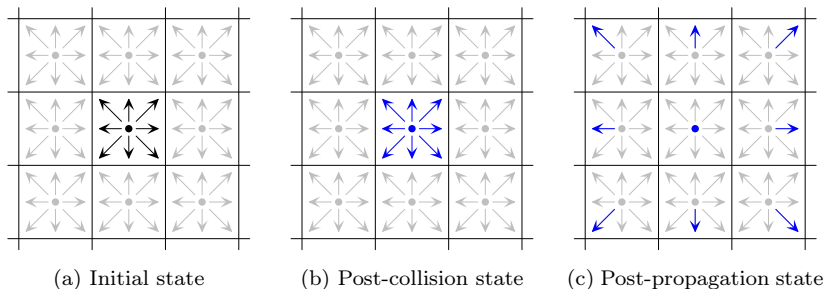 (a) Initial state
(b) Post-collision state
(c) Post-propagation state